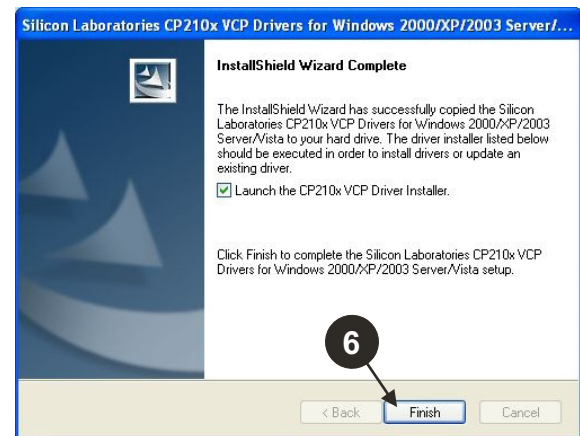 Silicon Laboratories CP210x VCP Drivers for Windows 2000/XP/2003 Server/...
InstallShield Wizard Complete
The InstallShield Wizard has successfully copied the Silicon
Laboratories CP210x VCP Drivers for Windows 2000/XP/2003
Server/Vista to your hard drive. The driver installer listed below
should be executed in order to install drivers or update an
existing driver.
Launch the CP210x VCP Driver Installer.
Click Finish to complete the Silicon Laboratories CP210x VCP
Drivers for Windows 2000/XP/2003 Server/Vista setup.
6
< Back Finish Cancel